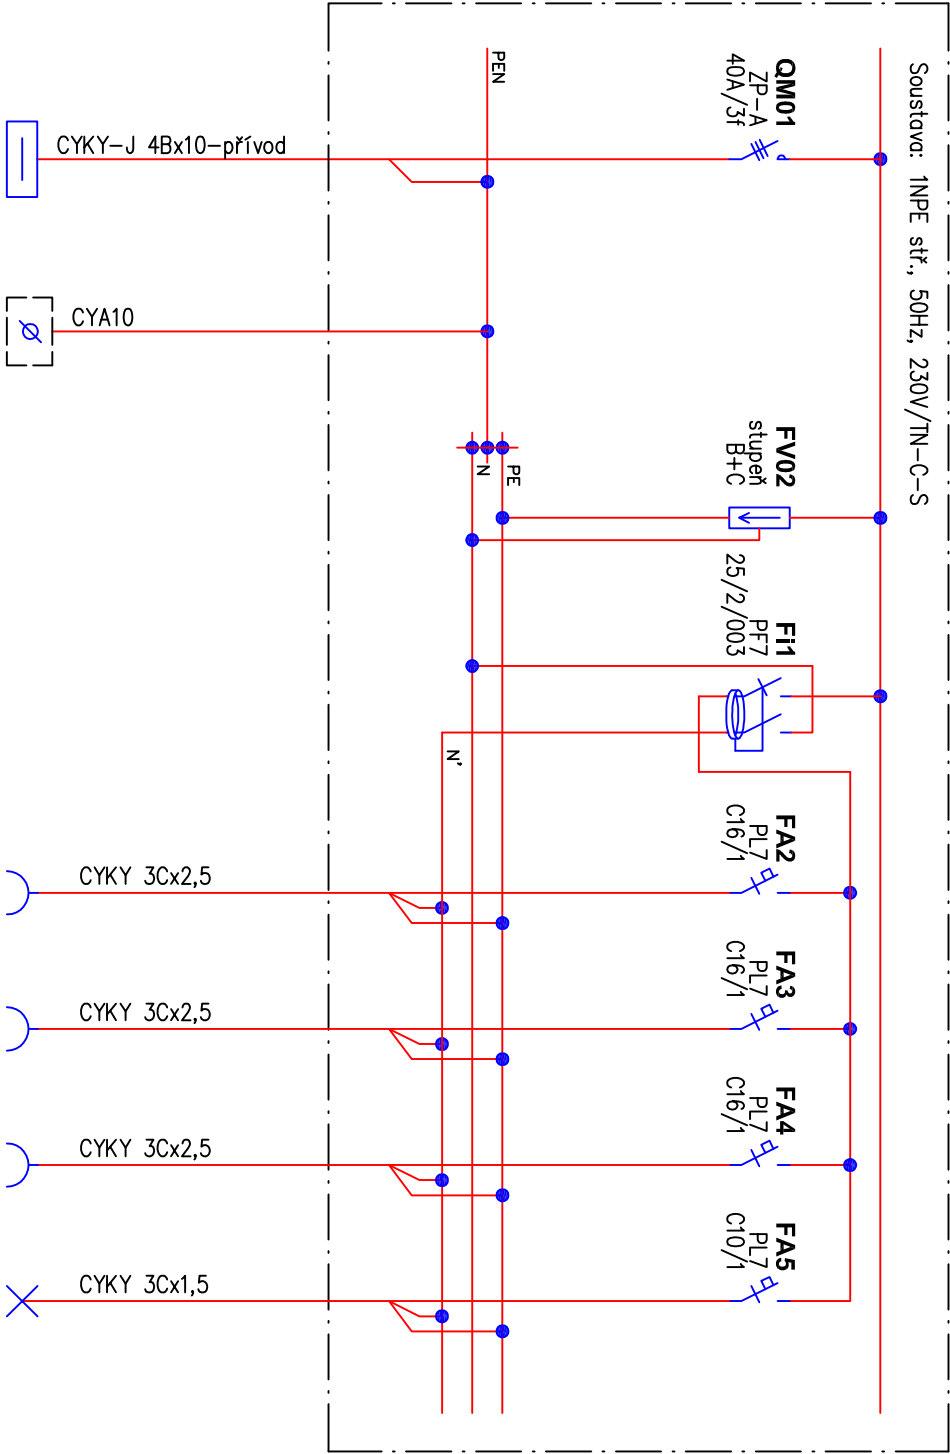 Soustava: 1NPE stř., 50Hz, 230V/TN-C-S
QM01
ZP-A
40A/3f
PEN
CYKY-J 4Bx10-přívod
CYA10
FV02
stupeň
B+C
PE
N
Fi1
PF7
25/2/003
N'
FA2
PL7
C16/1
CYKY 3Cx2,5
FA3
PL7
C16/1
CYKY 3Cx2,5
FA4
PL7
C16/1
CYKY 3Cx2,5
FA5
PL7
C10/1
CYKY 3Cx1,5